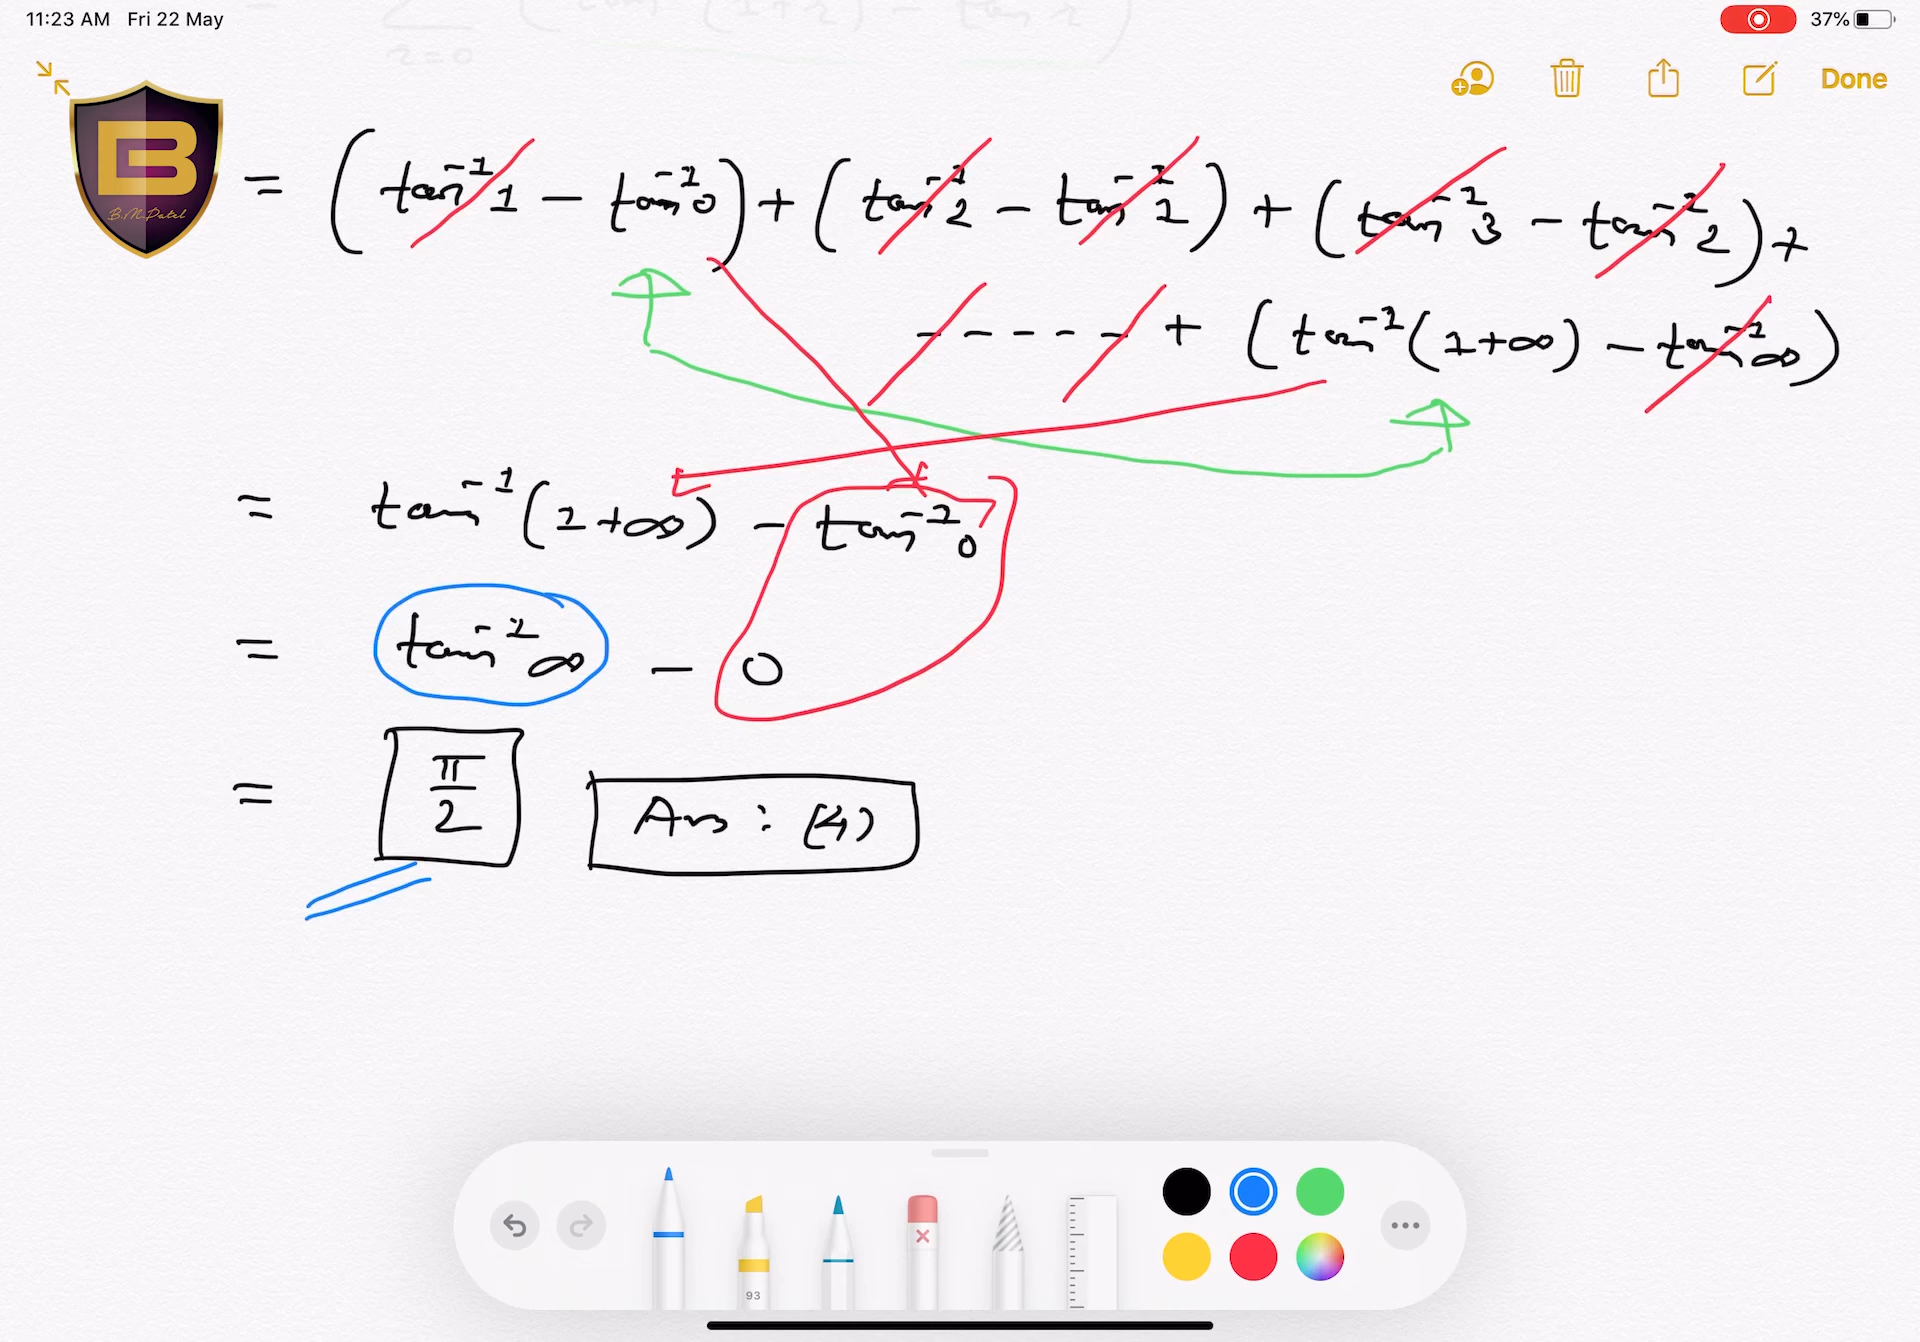 11:23 AM Fri 22 May 37%
r=0
Done
B
B.M.Patel
= (tan⁻¹1 − tan⁻¹0) + (tan⁻¹2 − tan⁻¹1) + (tan⁻¹3 − tan⁻¹2) +
- - - - - + (tan⁻¹(1+∞) − tan⁻¹∞)
= tan⁻¹(1+∞) − tan⁻¹0
= tan⁻¹∞ − 0
= π/2 Ans : (4)
93